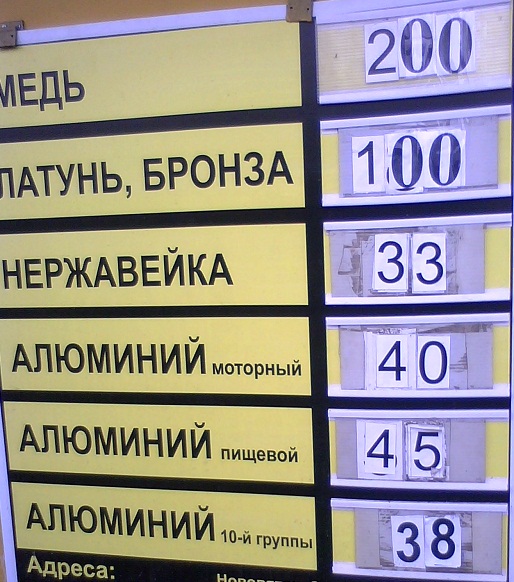 МЕДЬ 200
ЛАТУНЬ, БРОНЗА 100
НЕРЖАВЕЙКА 33
АЛЮМИНИЙ моторный 40
АЛЮМИНИЙ пищевой 45
АЛЮМИНИЙ 10-й группы 38
Адреса: